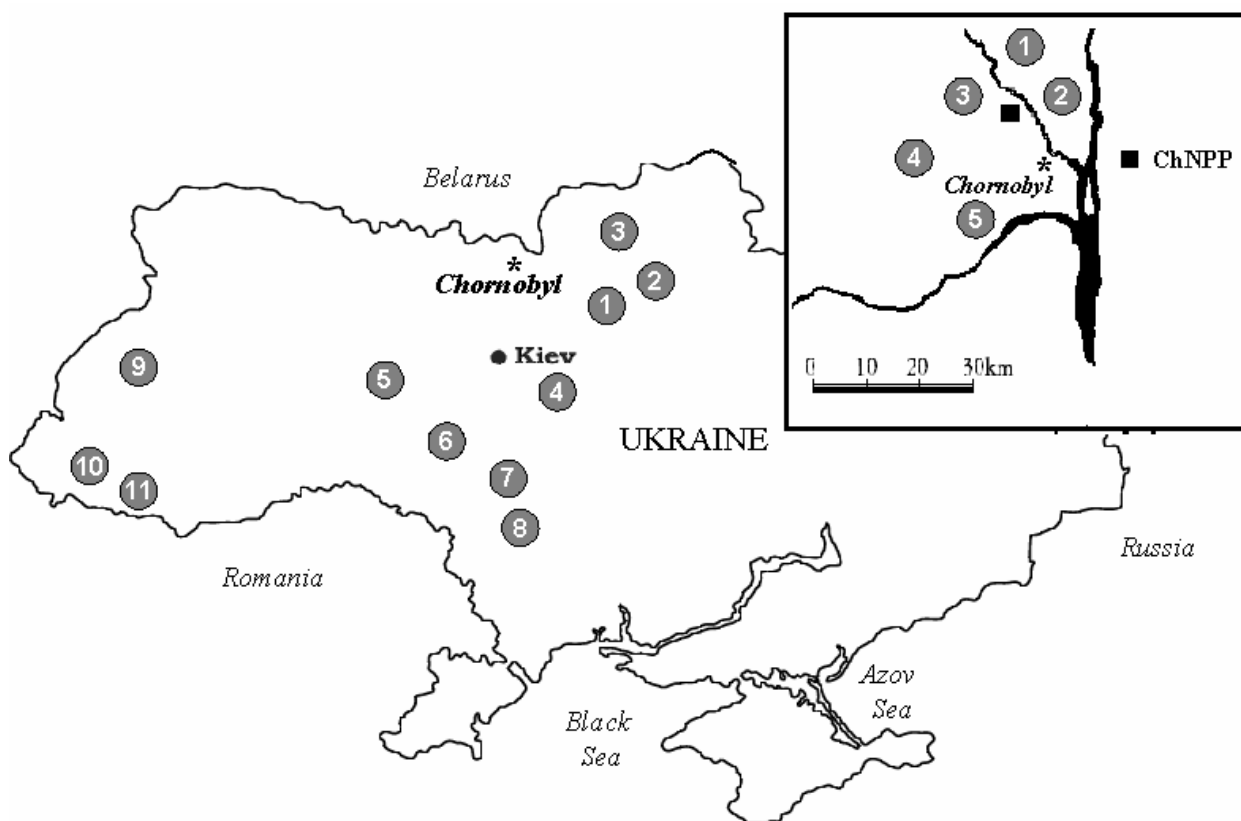 Belarus
3
*
Chornobyl
2
1
Kiev
9
5
4
6
UKRAINE
10
7
11
8
Romania
Russia
Azov
Sea
Black
Sea
1
3
2
ChNPP
4
*
Chornobyl
5
0 10 20 30km